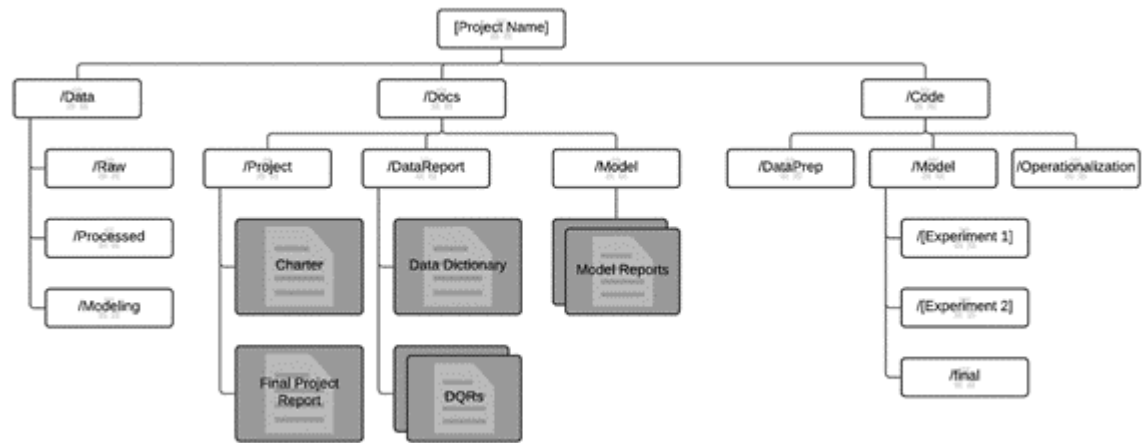 [Project Name]
/Data
/Docs
/Code
/Raw
/Project
/DataReport
/Model
/DataPrep
/Model
/Operationalization
/Processed
Charter
Data Dictionary
Model Reports
/[Experiment 1]
/Modeling
/[Experiment 2]
Final Project
Report
DQRs
/final